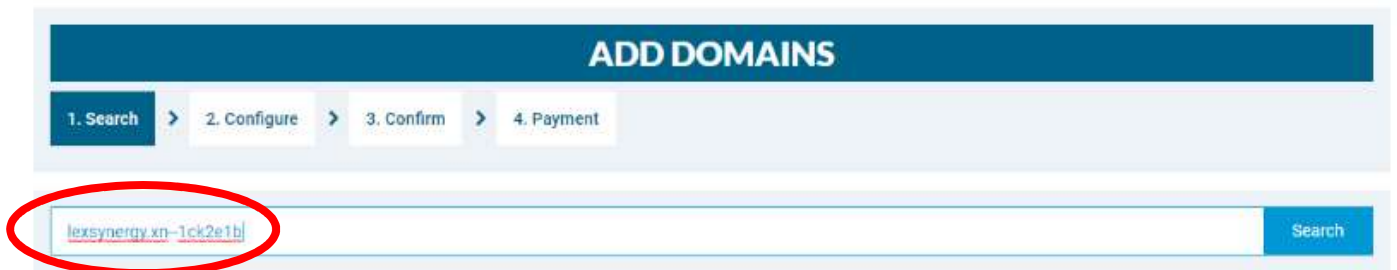 ADD DOMAINS
1. Search > 2. Configure > 3. Confirm > 4. Payment
lexsynergy.xn--1ck2e1b Search